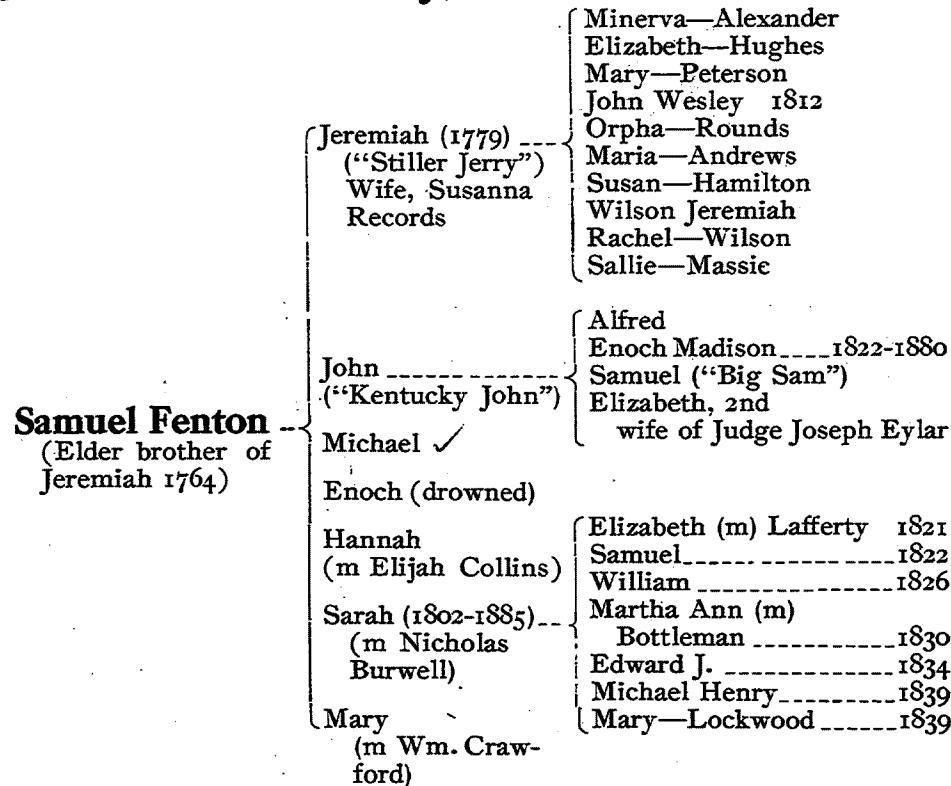 Samuel Fenton
(Elder brother of
Jeremiah 1764)
Jeremiah (1779)
("Stiller Jerry")
Wife, Susanna
Records
Minerva—Alexander
Elizabeth—Hughes
Mary—Peterson
John Wesley 1812
Orpha—Rounds
Maria—Andrews
Susan—Hamilton
Wilson Jeremiah
Rachel—Wilson
Sallie—Massie
John
("Kentucky John")
Alfred
Enoch Madison 1822-1880
Samuel ("Big Sam")
Elizabeth, 2nd
wife of Judge Joseph Eylar
Michael ✓
Enoch (drowned)
Hannah
(m Elijah Collins)
Sarah (1802-1885)
(m Nicholas
Burwell)
Elizabeth (m) Lafferty 1821
Samuel 1822
William 1826
Martha Ann (m)
Bottleman 1830
Edward J. 1834
Michael Henry 1839
Mary—Lockwood 1839
Mary
(m Wm. Craw-
ford)